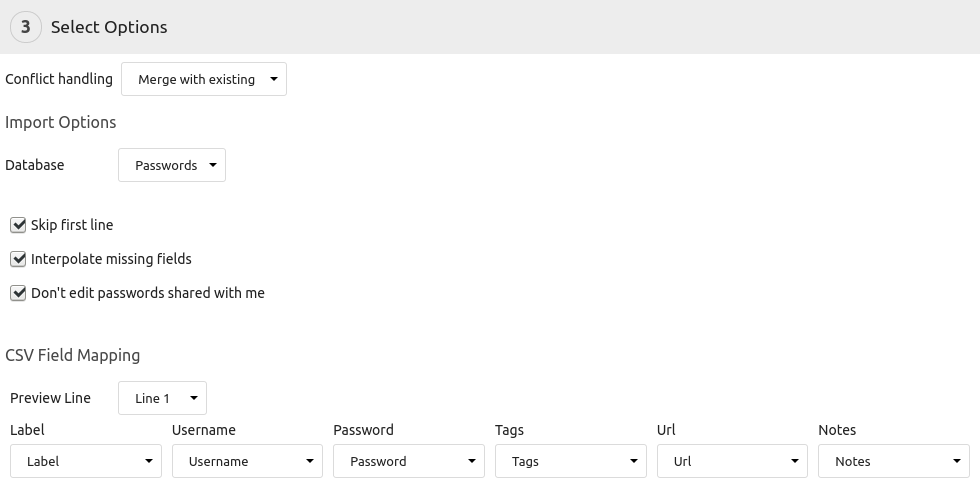 3 Select Options
Conflict handling Merge with existing
Import Options
Database Passwords
Skip first line
Interpolate missing fields
Don't edit passwords shared with me
CSV Field Mapping
Preview Line Line 1
Label Username Password Tags Url Notes
Label Username Password Tags Url Notes